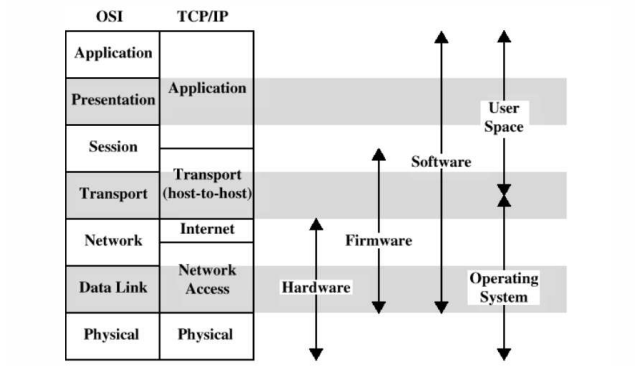 OSI TCP/IP
Application
Presentation
Session
Transport
Network
Data Link
Physical
Application
Transport
(host-to-host)
Internet
Network
Access
Physical
Hardware
Firmware
Software
User
Space
Operating
System